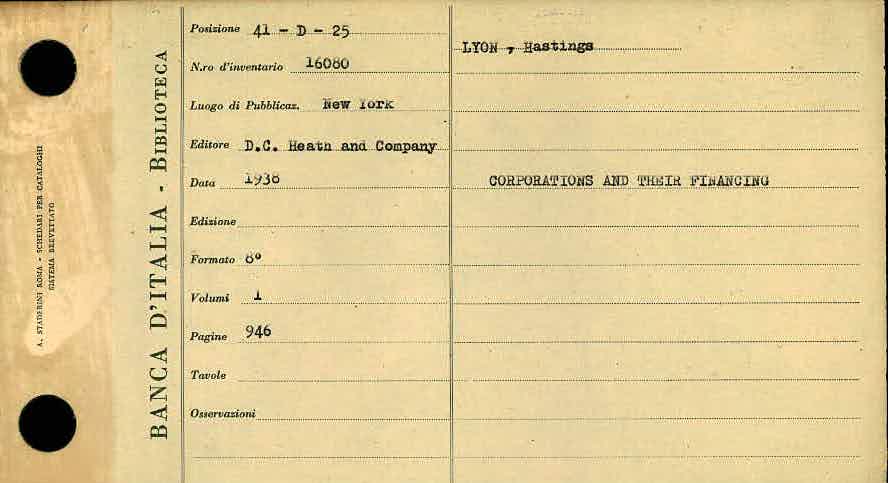 A. STADERINI ROMA - SCHEDARI PER CATALOGHI
SISTEMA BREVETTATO
BANCA D'ITALIA - BIBLIOTECA
Posizione 41 - D - 25
N.ro d'inventario 16080
Luogo di Pubblicaz. New York
Editore D.C. Heath and Company
Data 1938
Edizione
Formato 8°
Volumi 1
Pagine 946
Tavole
Osservazioni
LYON , Hastings
CORPORATIONS AND THEIR FINANCING